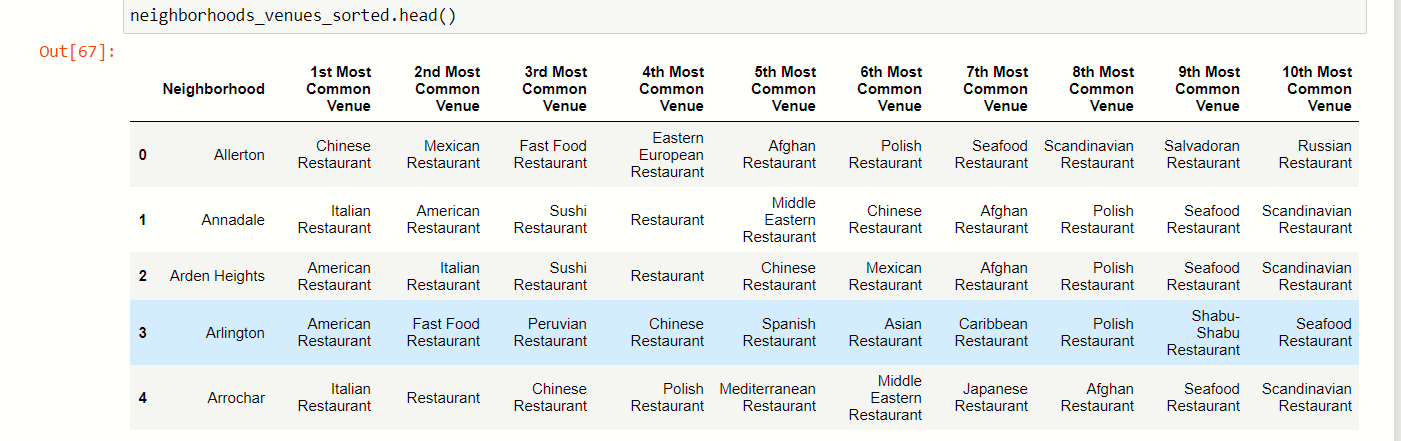 neighborhoods_venues_sorted.head()
Out[67]:
Neighborhood 1st Most Common Venue 2nd Most Common Venue 3rd Most Common Venue 4th Most Common Venue 5th Most Common Venue 6th Most Common Venue 7th Most Common Venue 8th Most Common Venue 9th Most Common Venue 10th Most Common Venue
0 Allerton Chinese Restaurant Mexican Restaurant Fast Food Restaurant Eastern European Restaurant Afghan Restaurant Polish Restaurant Seafood Restaurant Scandinavian Restaurant Salvadoran Restaurant Russian Restaurant
1 Annadale Italian Restaurant American Restaurant Sushi Restaurant Restaurant Middle Eastern Restaurant Chinese Restaurant Afghan Restaurant Polish Restaurant Seafood Restaurant Scandinavian Restaurant
2 Arden Heights American Restaurant Italian Restaurant Sushi Restaurant Restaurant Chinese Restaurant Mexican Restaurant Afghan Restaurant Polish Restaurant Seafood Restaurant Scandinavian Restaurant
3 Arlington American Restaurant Fast Food Restaurant Peruvian Restaurant Chinese Restaurant Spanish Restaurant Asian Restaurant Caribbean Restaurant Polish Restaurant Shabu-Shabu Restaurant Seafood Restaurant
4 Arrochar Italian Restaurant Restaurant Chinese Restaurant Polish Restaurant Mediterranean Restaurant Middle Eastern Restaurant Japanese Restaurant Afghan Restaurant Seafood Restaurant Scandinavian Restaurant